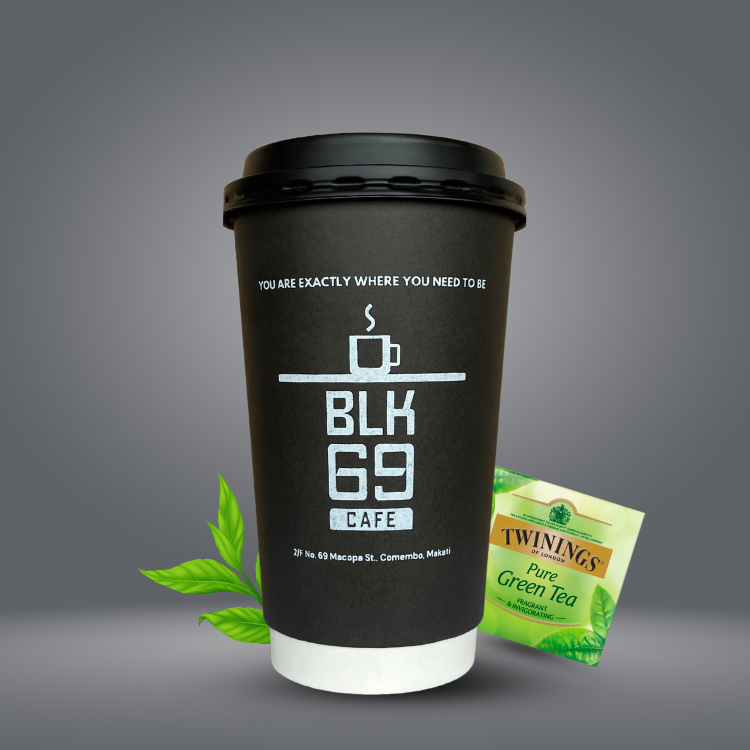 YOU ARE EXACTLY WHERE YOU NEED TO BE
BLK
69
CAFE
2/F No. 69 Macopa St., Comembo, Makati
TWININGS
OF LONDON
Pure
Green Tea
FRAGRANT
& INVIGORATING